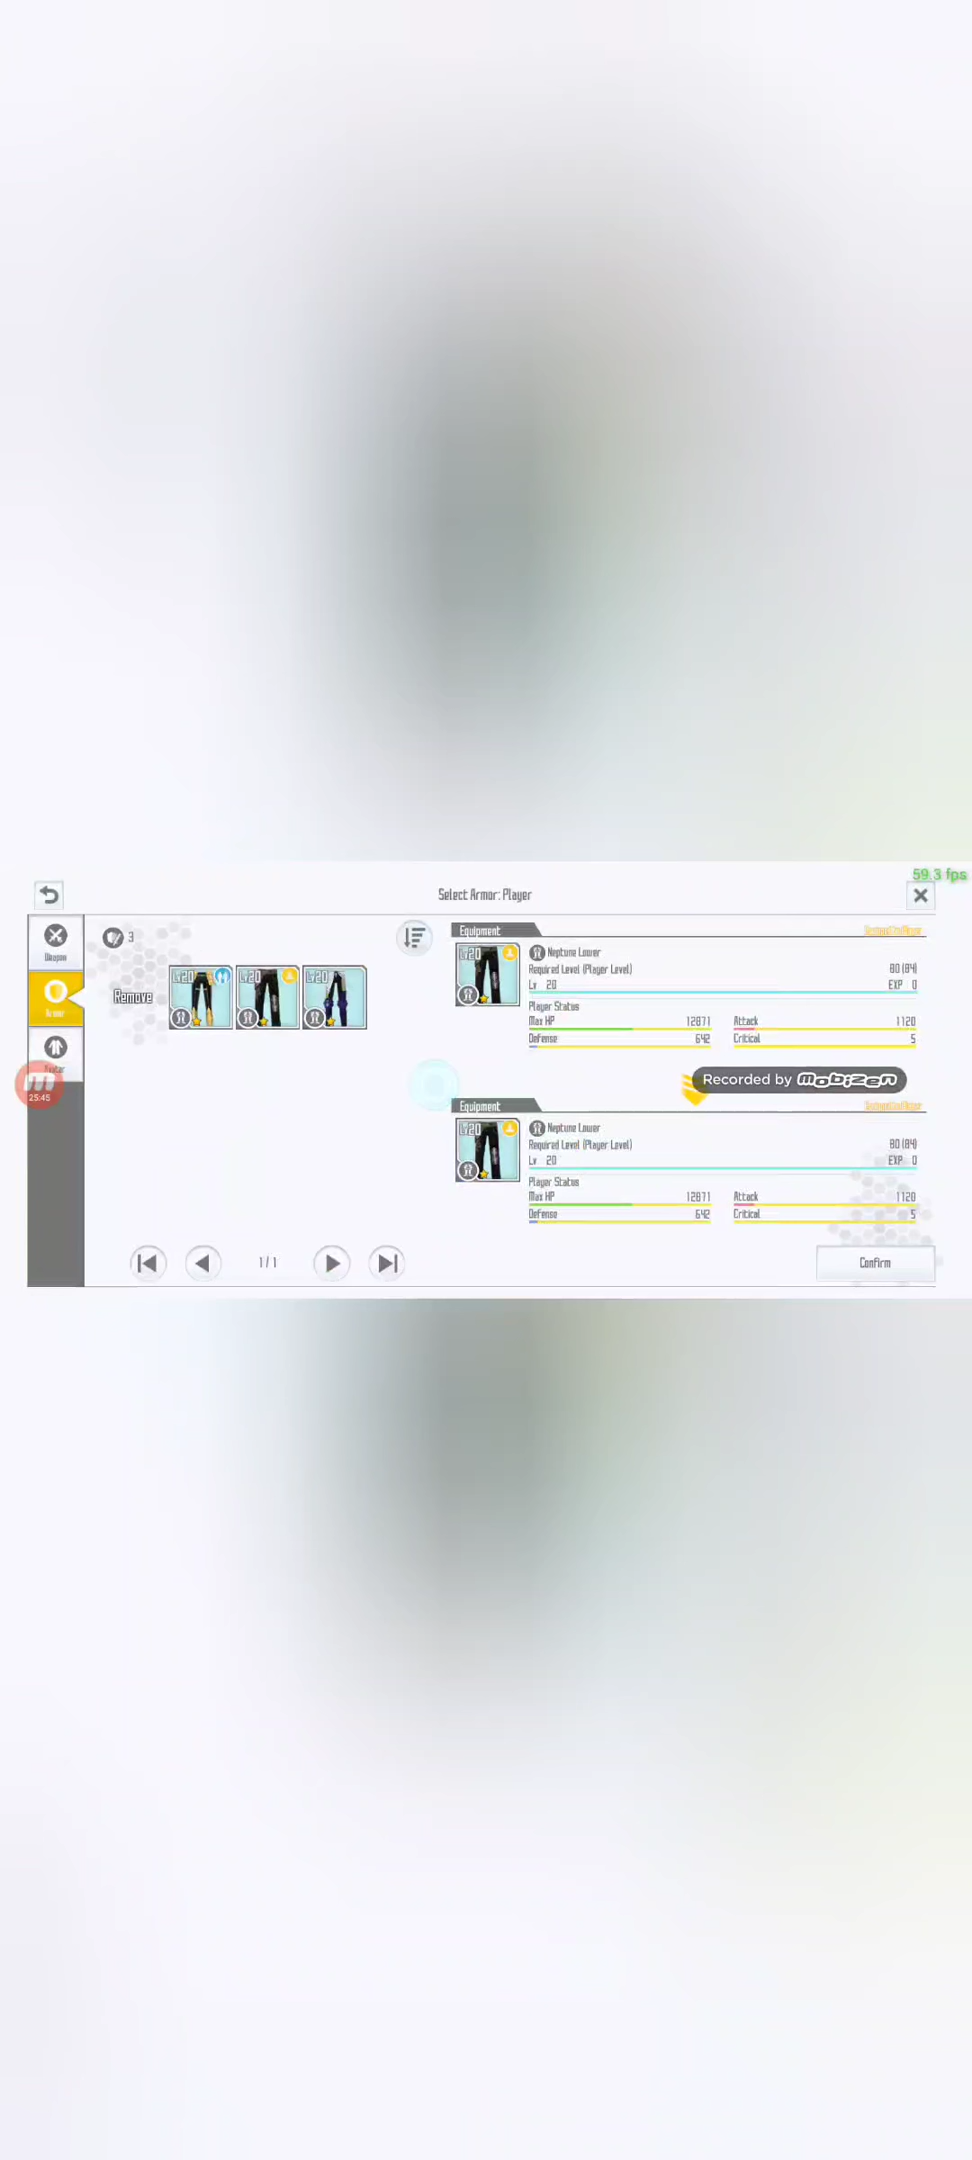 59.3 fps
Select Armor: Player
Weapon
Armor
Avatar
25:45
3
Remove
Lv20
Lv20
Lv20
1/1
Equipment
Lv20
Neptune Lower
Required Level (Player Level) 80 (84)
Lv 20 EXP 0
Player Status
Max HP 12871 Attack 1120
Defense 642 Critical 5
Recorded by mobizen
Equipment
Lv20
Neptune Lower
Required Level (Player Level) 80 (84)
Lv 20 EXP 0
Player Status
Max HP 12871 Attack 1120
Defense 642 Critical 5
Confirm